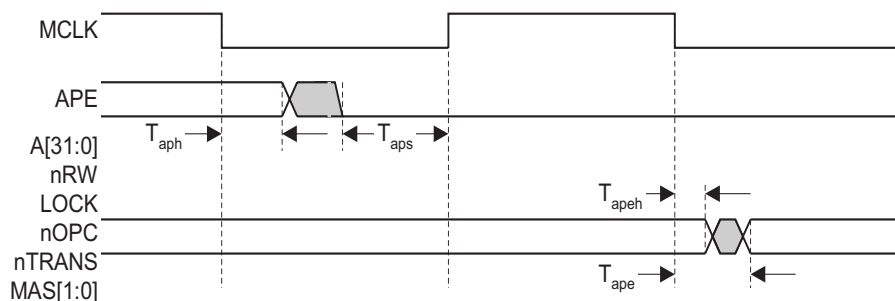 MCLK
APE
Taph
Taps
A[31:0]
nRW
LOCK
nOPC
nTRANS
MAS[1:0]
Tapeh
Tape